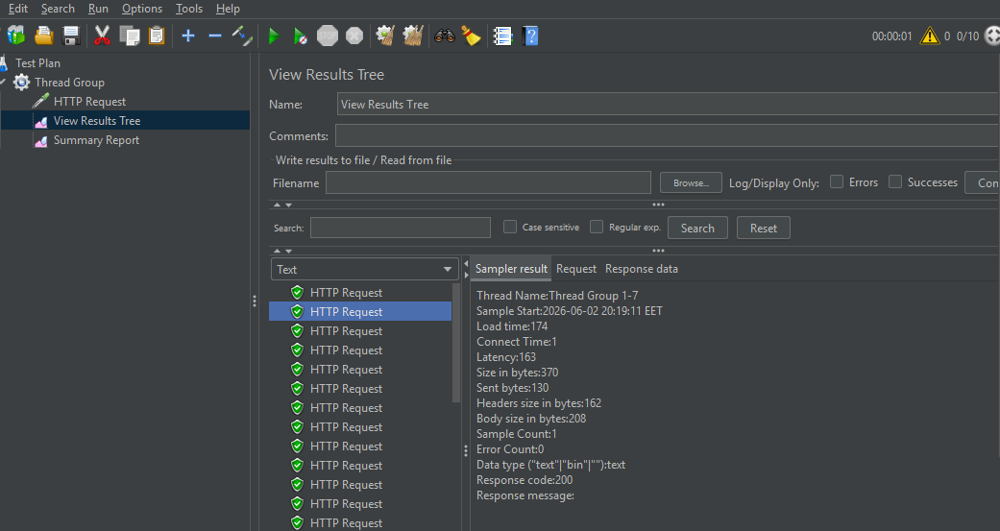 Edit Search Run Options Tools Help
STOP 00:00:01 0 0/10
Test Plan
Thread Group
HTTP Request
View Results Tree
Summary Report
View Results Tree
Name: View Results Tree
Comments:
Write results to file / Read from file
Filename Browse... Log/Display Only: Errors Successes Con
Search: Case sensitive Regular exp. Search Reset
Text
HTTP Request
HTTP Request
HTTP Request
HTTP Request
HTTP Request
HTTP Request
HTTP Request
HTTP Request
HTTP Request
HTTP Request
HTTP Request
HTTP Request
HTTP Request
Sampler result Request Response data
Thread Name:Thread Group 1-7
Sample Start:2026-06-02 20:19:11 EET
Load time:174
Connect Time:1
Latency:163
Size in bytes:370
Sent bytes:130
Headers size in bytes:162
Body size in bytes:208
Sample Count:1
Error Count:0
Data type ("text"|"bin"|""):text
Response code:200
Response message: